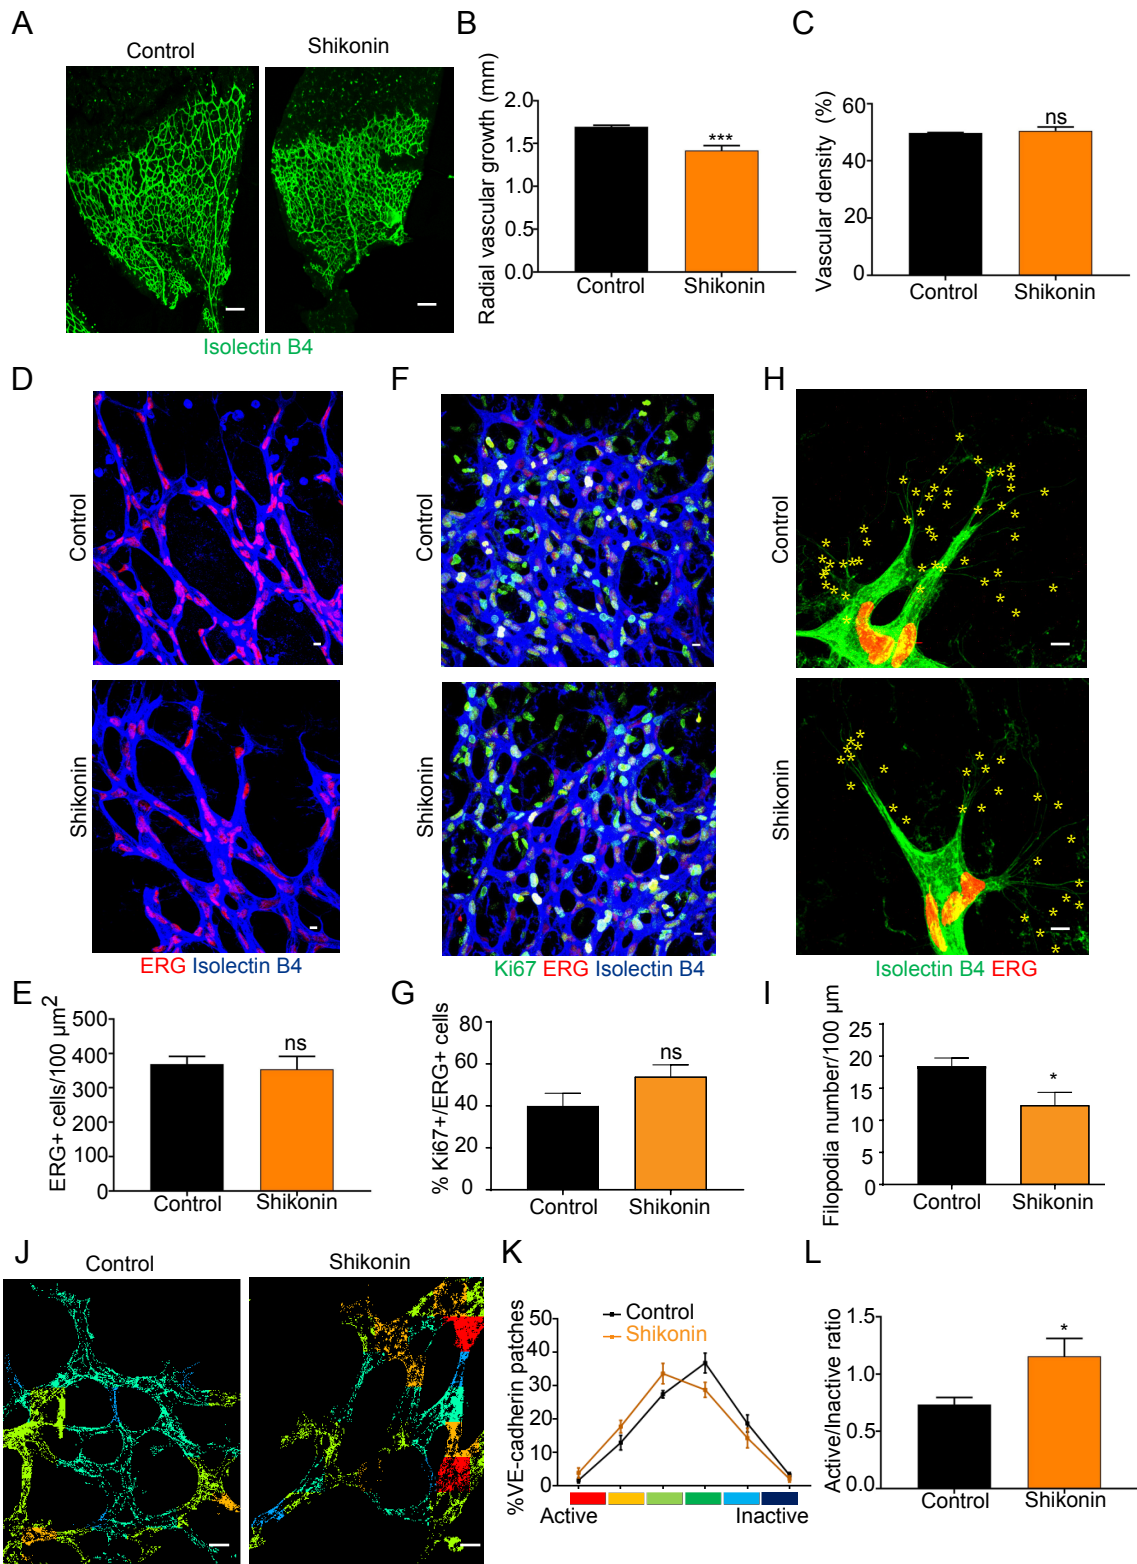 A
Control
Shikonin
Isolectin B4
B
Radial vascular growth (mm)
2.0
1.5
1.0
0.5
0.0
***
Control
Shikonin
C
Vascular density (%)
60
40
20
0
ns
Control
Shikonin
D
Control
Shikonin
ERG Isolectin B4
F
Control
Shikonin
Ki67 ERG Isolectin B4
H
Control
Shikonin
Isolectin B4 ERG
E
ERG+ cells/100 µm2
500
400
300
200
100
0
ns
Control
Shikonin
G
% Ki67+/ERG+ cells
80
60
40
20
0
ns
Control
Shikonin
I
Filopodia number/100 µm
25
20
15
10
5
0
*
Control
Shikonin
J
Control
Shikonin
K
%VE-cadherin patches
50
40
30
20
10
0
Control
Shikonin
Active
Inactive
L
Active/Inactive ratio
1.5
1.0
0.5
0.0
*
Control
Shikonin